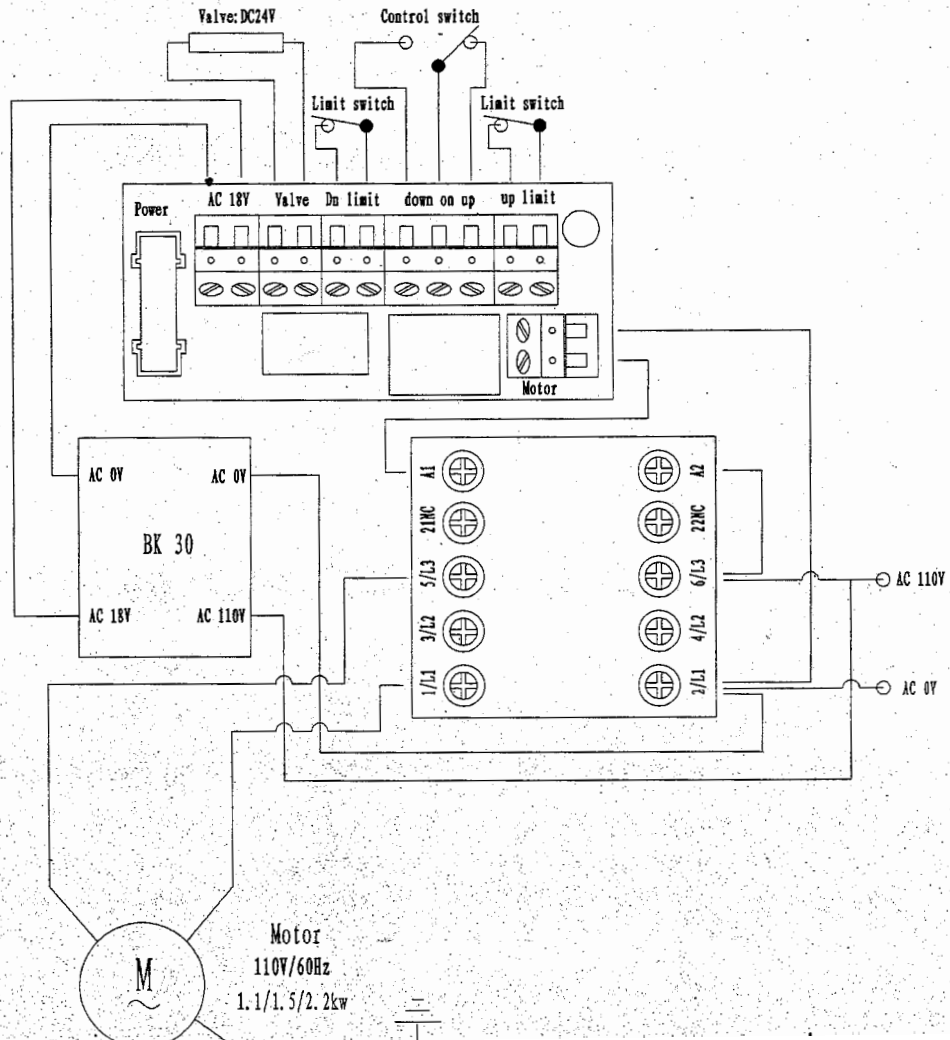 Valve:DC24V
Control switch
Limit switch
Limit switch
Power
AC 18V
Valve
Dn limit
down on up
up limit
Motor
AC 0V
AC 0V
BK 30
AC 18V
AC 110V
A1
21NC
5/L3
3/L2
1/L1
A2
22NC
6/L3
4/L2
2/L1
AC 110V
AC 0V
M
Motor
110V/60Hz
1.1/1.5/2.2kw